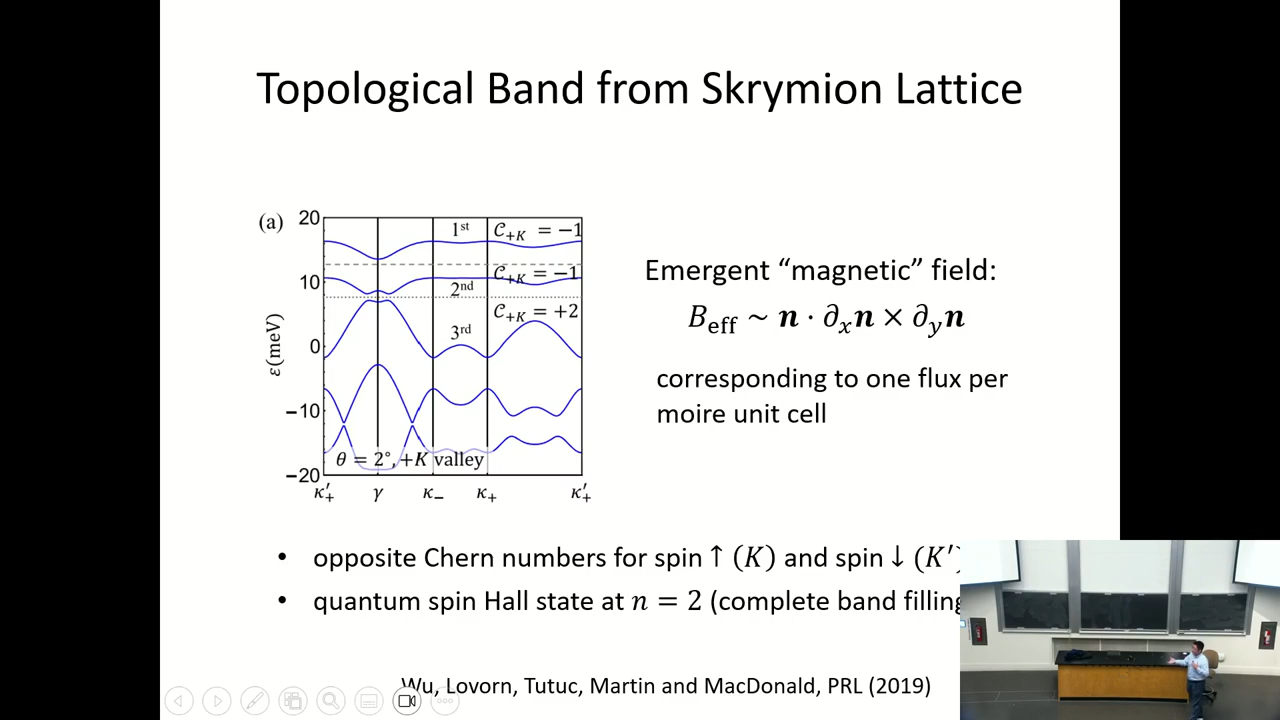 Topological Band from Skrymion Lattice
(a)
20
10
0
−10
−20
ε(meV)
1st
𝒞+K = −1
2nd
𝒞+K = −1
3rd
𝒞+K = +2
θ = 2°, +K valley
κ′+ γ κ− κ+ κ′+
Emergent “magnetic” field:
Beff ~ n · ∂xn × ∂yn
corresponding to one flux per
moire unit cell
• opposite Chern numbers for spin ↑ (K) and spin ↓ (K′)
• quantum spin Hall state at n = 2 (complete band filling
Wu, Lovorn, Tutuc, Martin and MacDonald, PRL (2019)